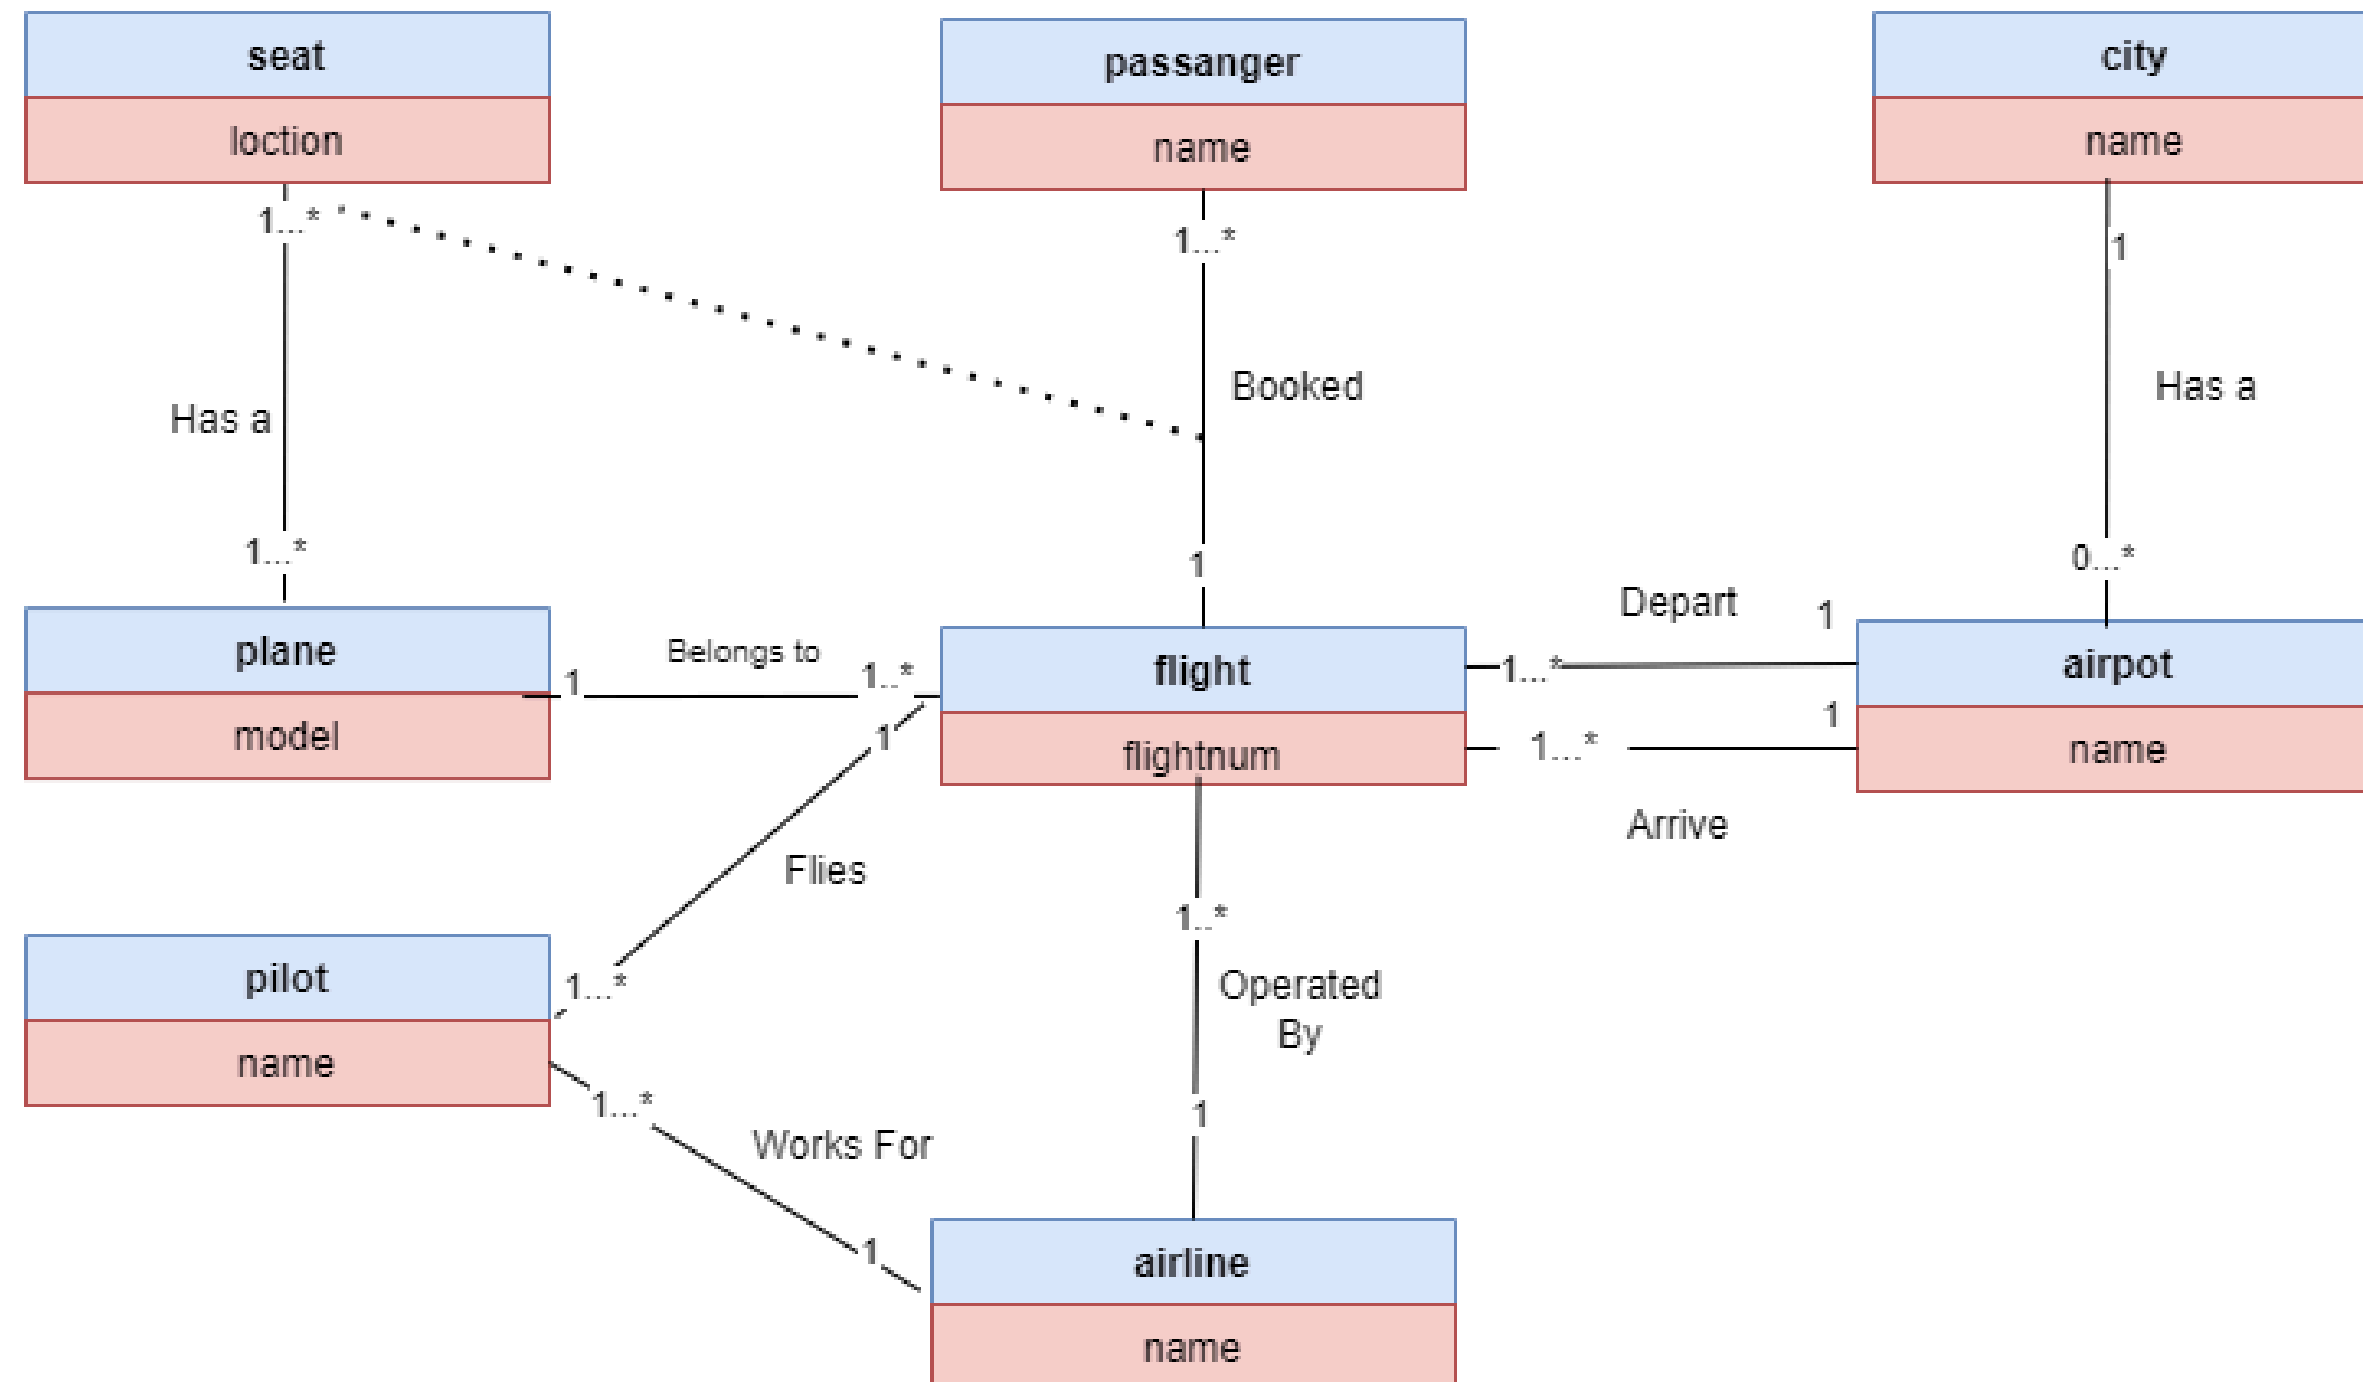 seat
loction
passanger
name
city
name
1...*
1...*
1
Has a
Booked
Has a
1...*
1
0...*
plane
model
Belongs to
1
1..*
flight
flightnum
Depart
1
1...*
1
1...*
Arrive
airpot
name
1
Flies
1...*
pilot
name
1...*
Works For
1
1..*
Operated
By
1
airline
name